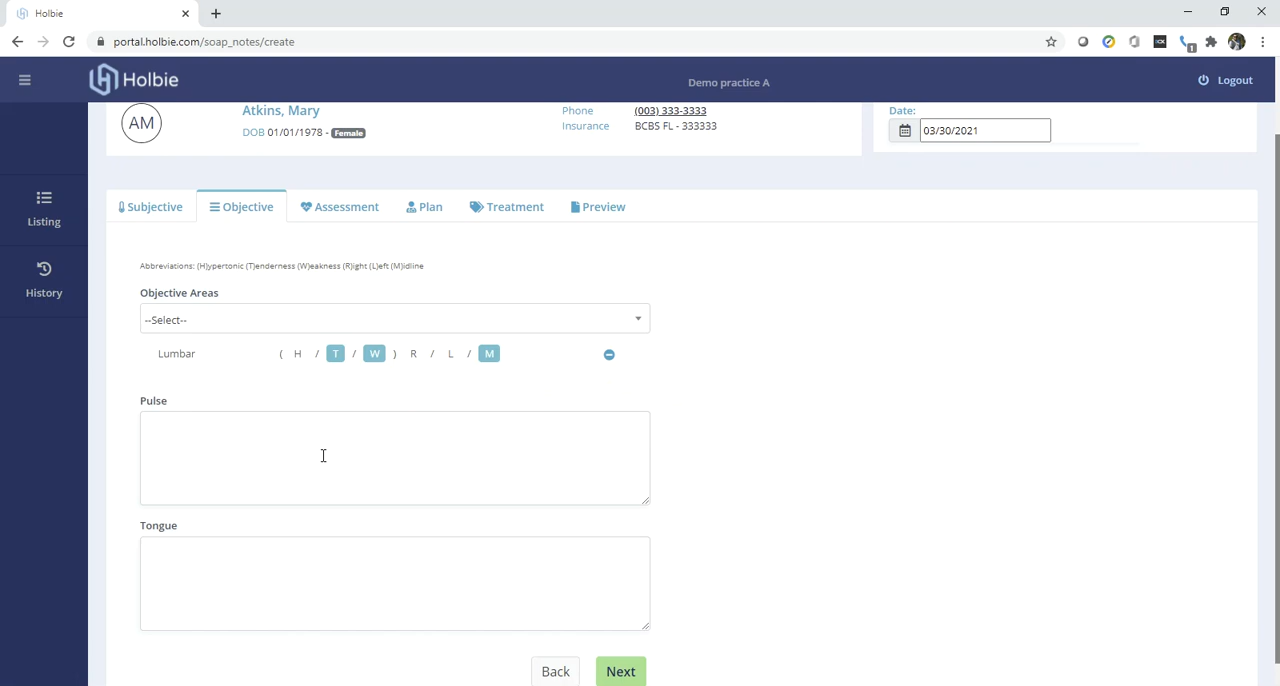 Holbie
portal.holbie.com/soap_notes/create
1
Holbie
Demo practice A
Logout
AM
Atkins, Mary
DOB 01/01/1978 - Female
Phone (003) 333-3333
Insurance BCBS FL - 333333
Date:
03/30/2021
Listing
History
Subjective Objective Assessment Plan Treatment Preview
Abbreviations: (H)ypertonic (T)enderness (W)eakness (R)ight (L)eft (M)idline
Objective Areas
--Select--
Lumbar ( H / T / W ) R / L / M
Pulse
Tongue
Back Next